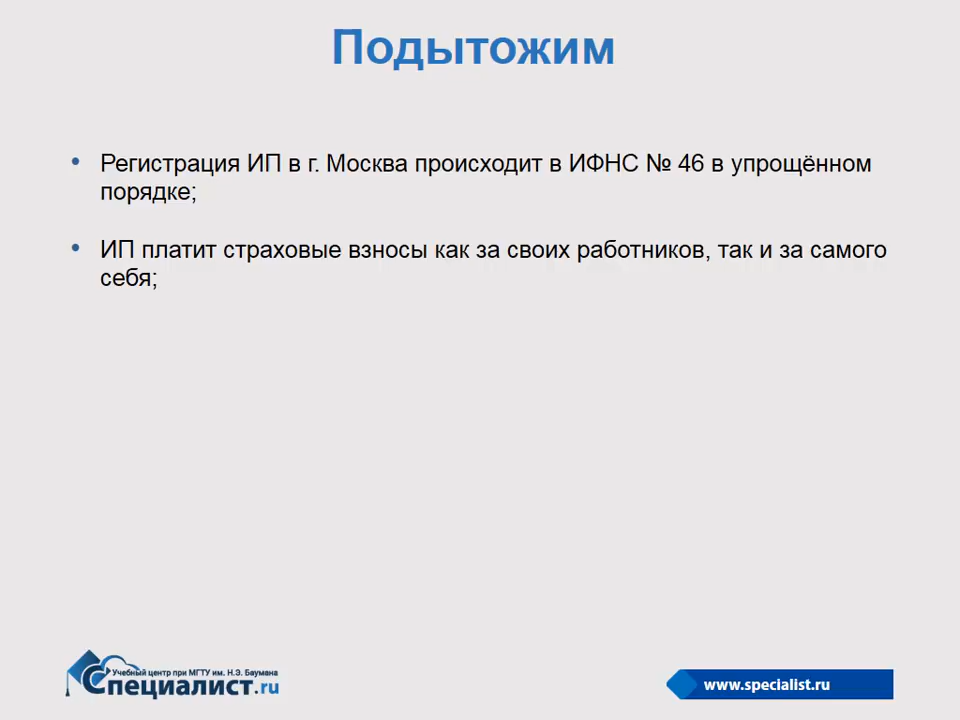 Подытожим
• Регистрация ИП в г. Москва происходит в ИФНС № 46 в упрощённом
порядке;
• ИП платит страховые взносы как за своих работников, так и за самого
себя;
Учебный центр при МГТУ им. Н.Э. Баумана
Специалист.ru
www.specialist.ru